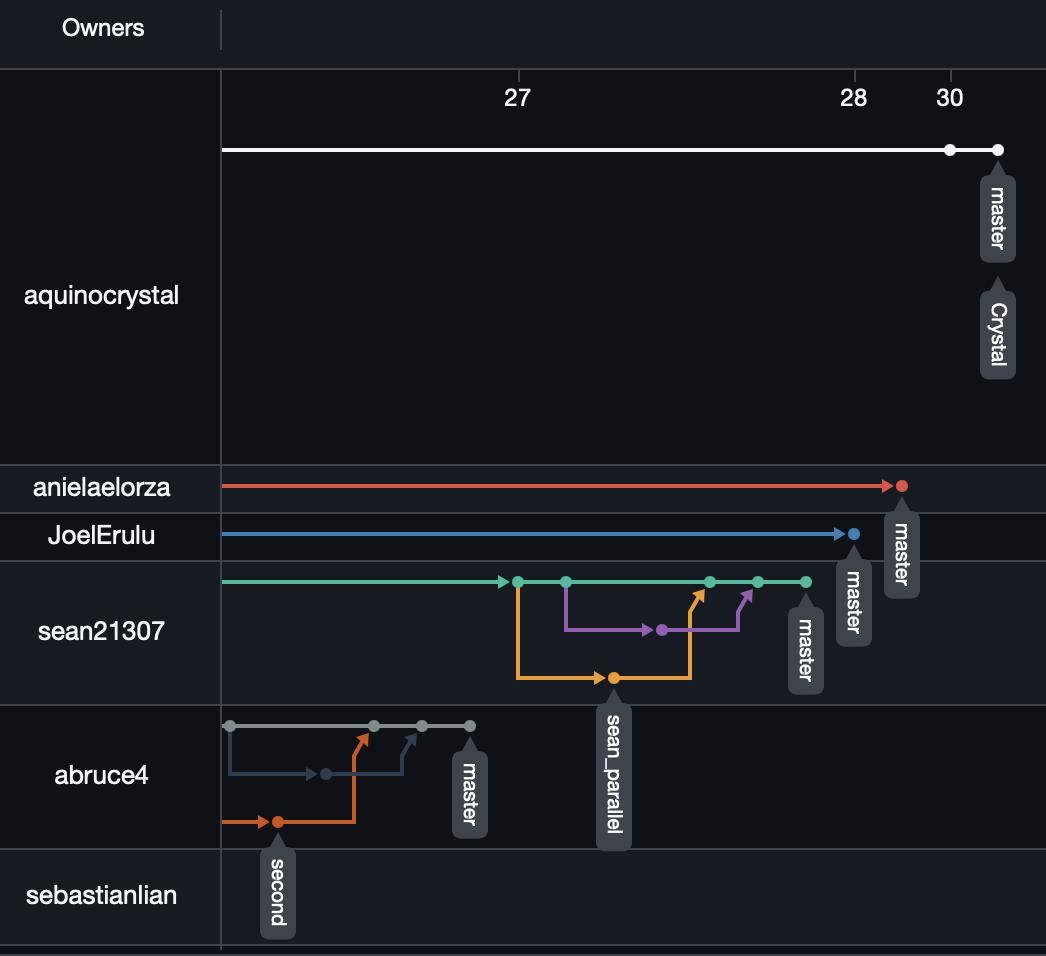 Owners
27
28
30
master
aquinocrystal
Crystal
anielaelorza
master
JoelErulu
master
sean21307
master
sean_parallel
abruce4
master
sebastianlian
second